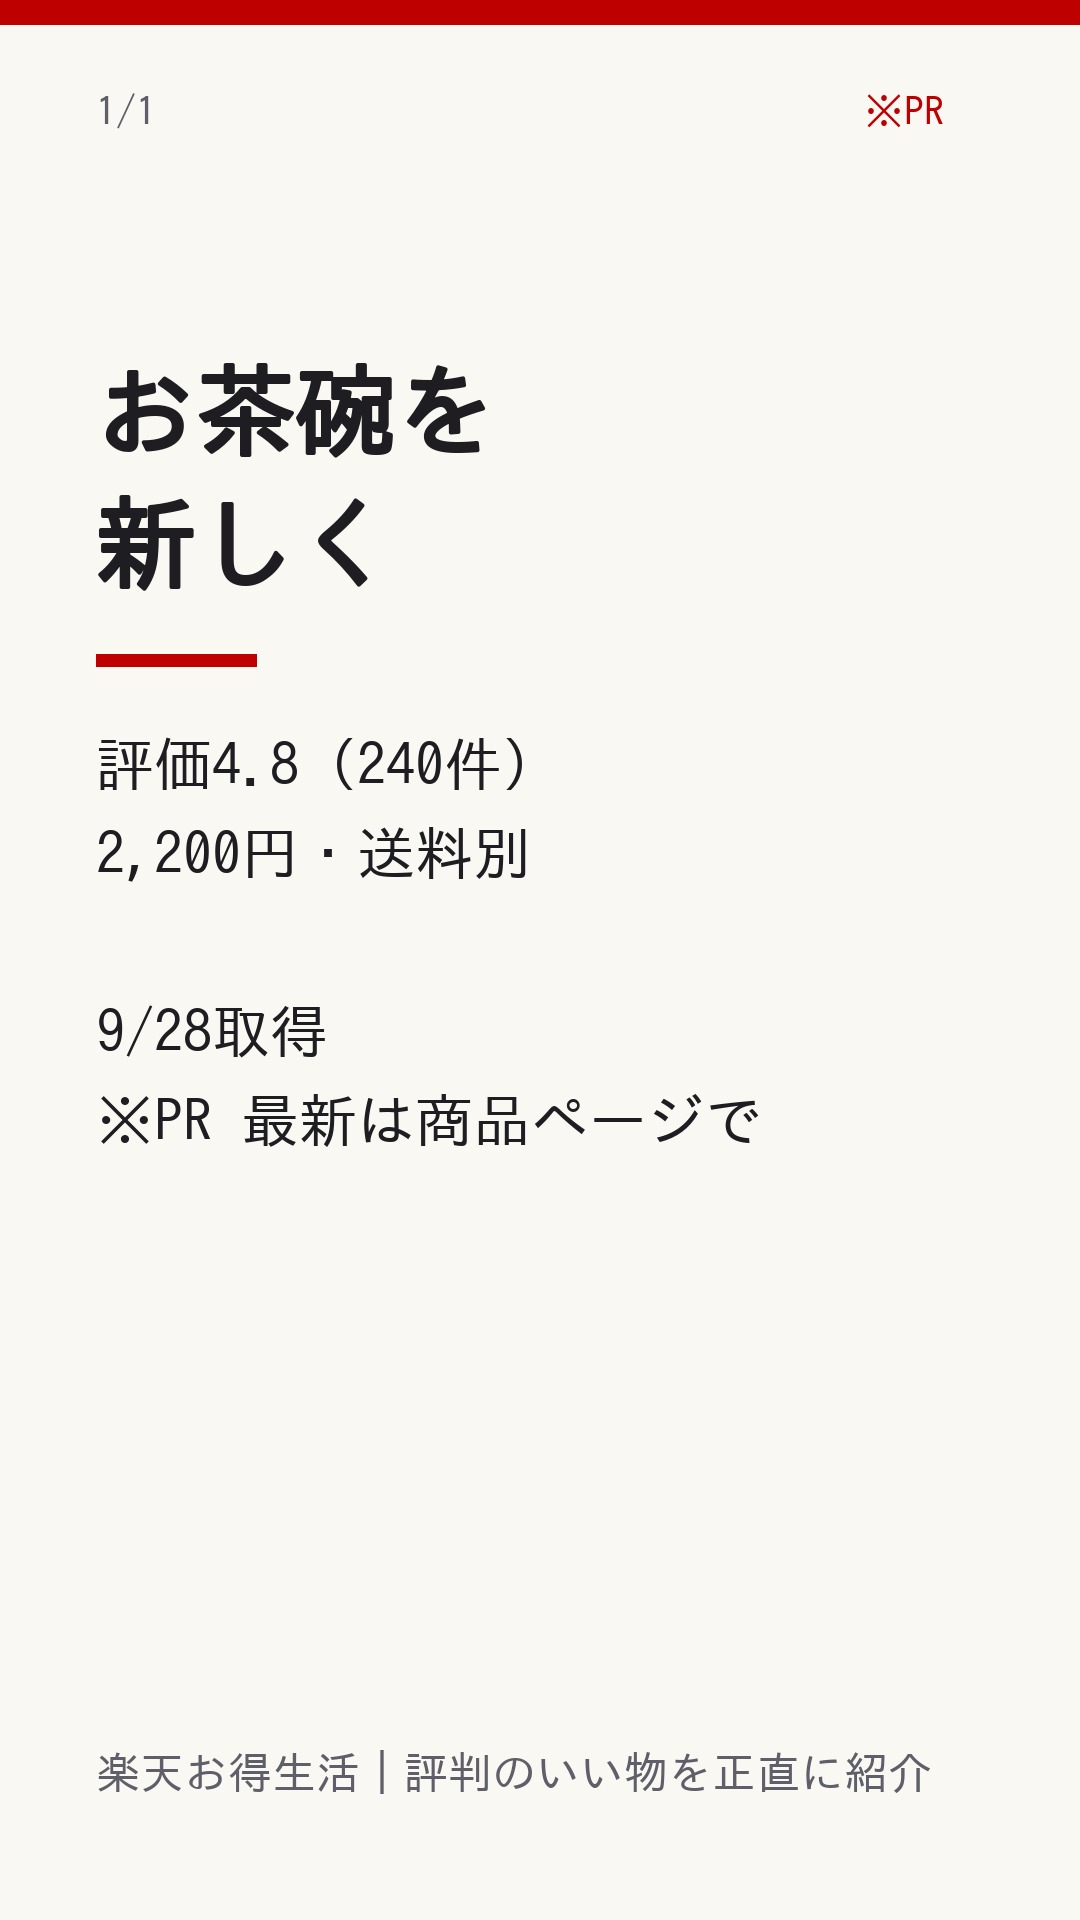 1/1
※PR
お茶碗を
新しく
評価4.8（240件）
2,200円・送料別
9/28取得
※PR 最新は商品ページで
楽天お得生活｜評判のいい物を正直に紹介